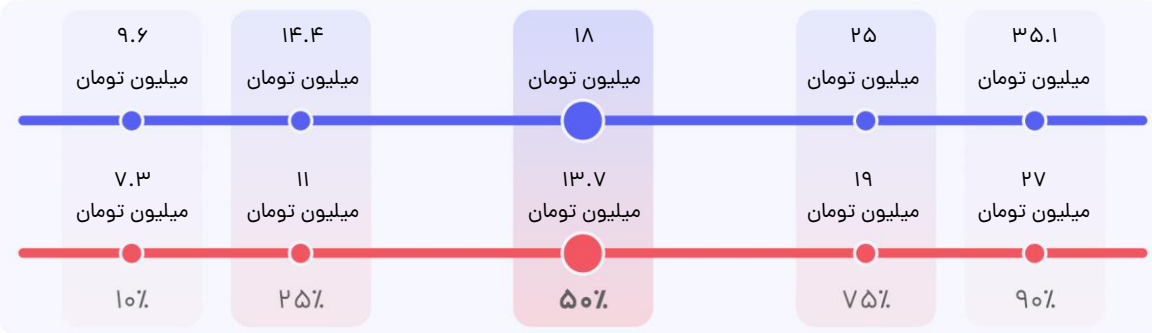 ۹.۶ ۱۴.۴ ۱۸ ۲۵ ۳۵.۱
میلیون تومان میلیون تومان میلیون تومان میلیون تومان میلیون تومان
۷.۳ ۱۱ ۱۳.۷ ۱۹ ۲۷
میلیون تومان میلیون تومان میلیون تومان میلیون تومان میلیون تومان
۱۰٪ ۲۵٪ ۵۰٪ ۷۵٪ ۹۰٪